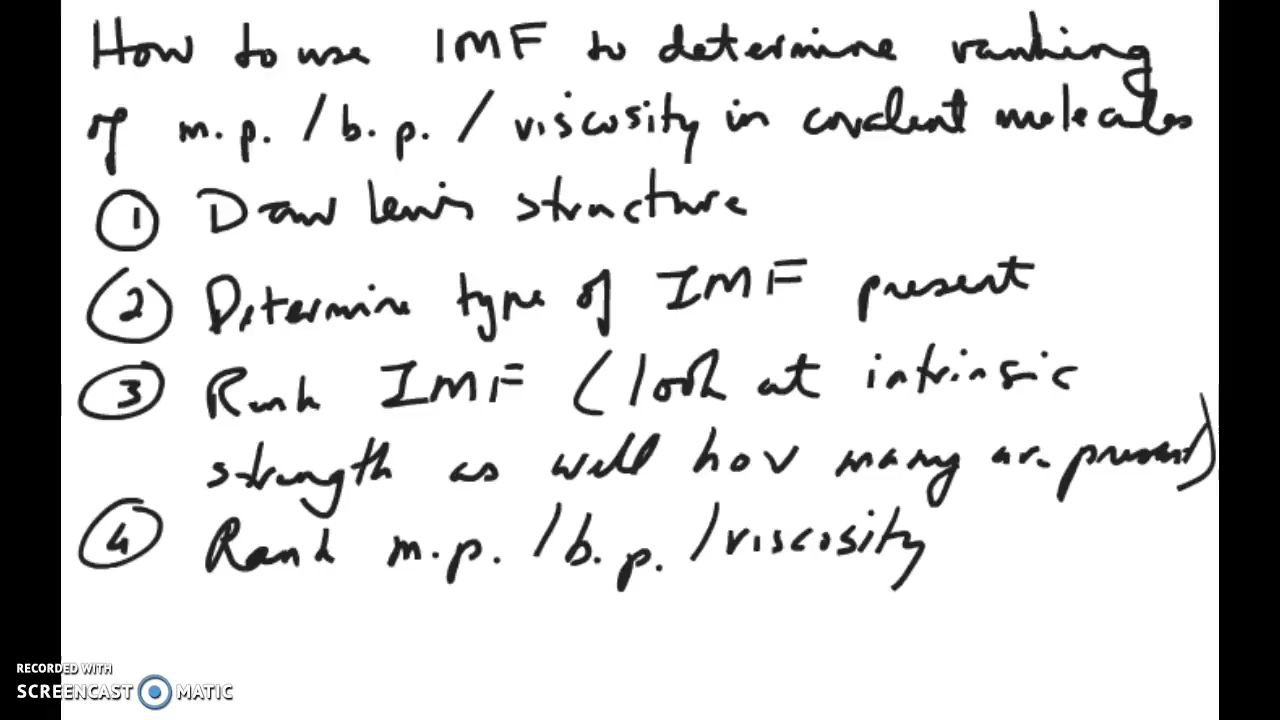 How to use IMF to determine ranking
of m.p. / b.p. / viscosity in covalent molecules
① Draw lewis structure
② Determine type of IMF present
③ Rank IMF (look at intrinsic
strength as well how many are present)
④ Rank m.p. / b.p. / viscosity
RECORDED WITH
SCREENCAST MATIC